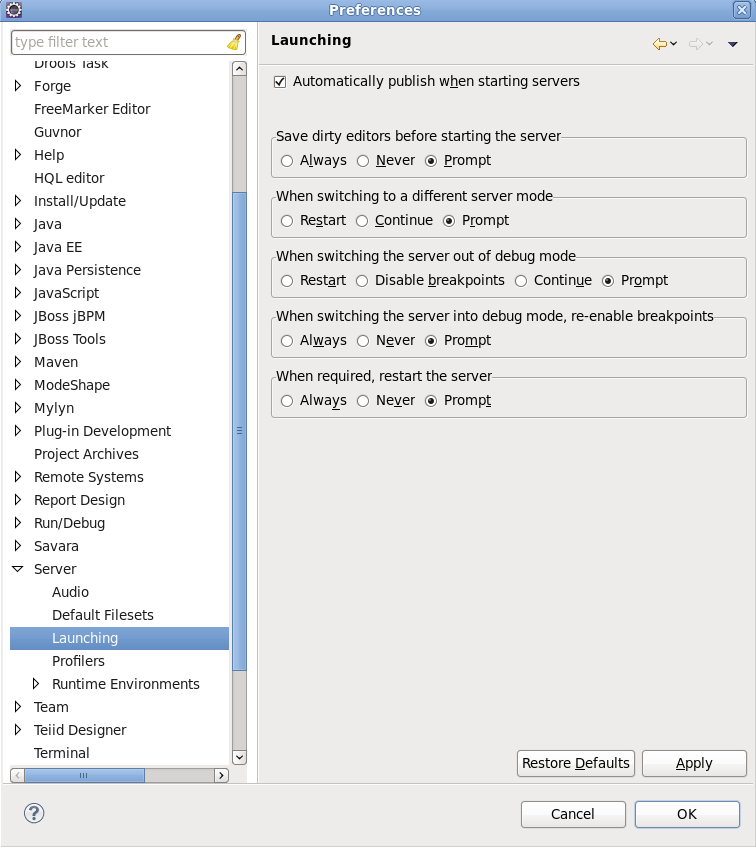 Preferences
type filter text
Drools Task
Forge
FreeMarker Editor
Guvnor
Help
HQL editor
Install/Update
Java
Java EE
Java Persistence
JavaScript
JBoss jBPM
JBoss Tools
Maven
ModeShape
Mylyn
Plug-in Development
Project Archives
Remote Systems
Report Design
Run/Debug
Savara
Server
Audio
Default Filesets
Launching
Profilers
Runtime Environments
Team
Teiid Designer
Terminal
Launching
Automatically publish when starting servers
Save dirty editors before starting the server
Always Never Prompt
When switching to a different server mode
Restart Continue Prompt
When switching the server out of debug mode
Restart Disable breakpoints Continue Prompt
When switching the server into debug mode, re-enable breakpoints
Always Never Prompt
When required, restart the server
Always Never Prompt
Restore Defaults Apply
? Cancel OK